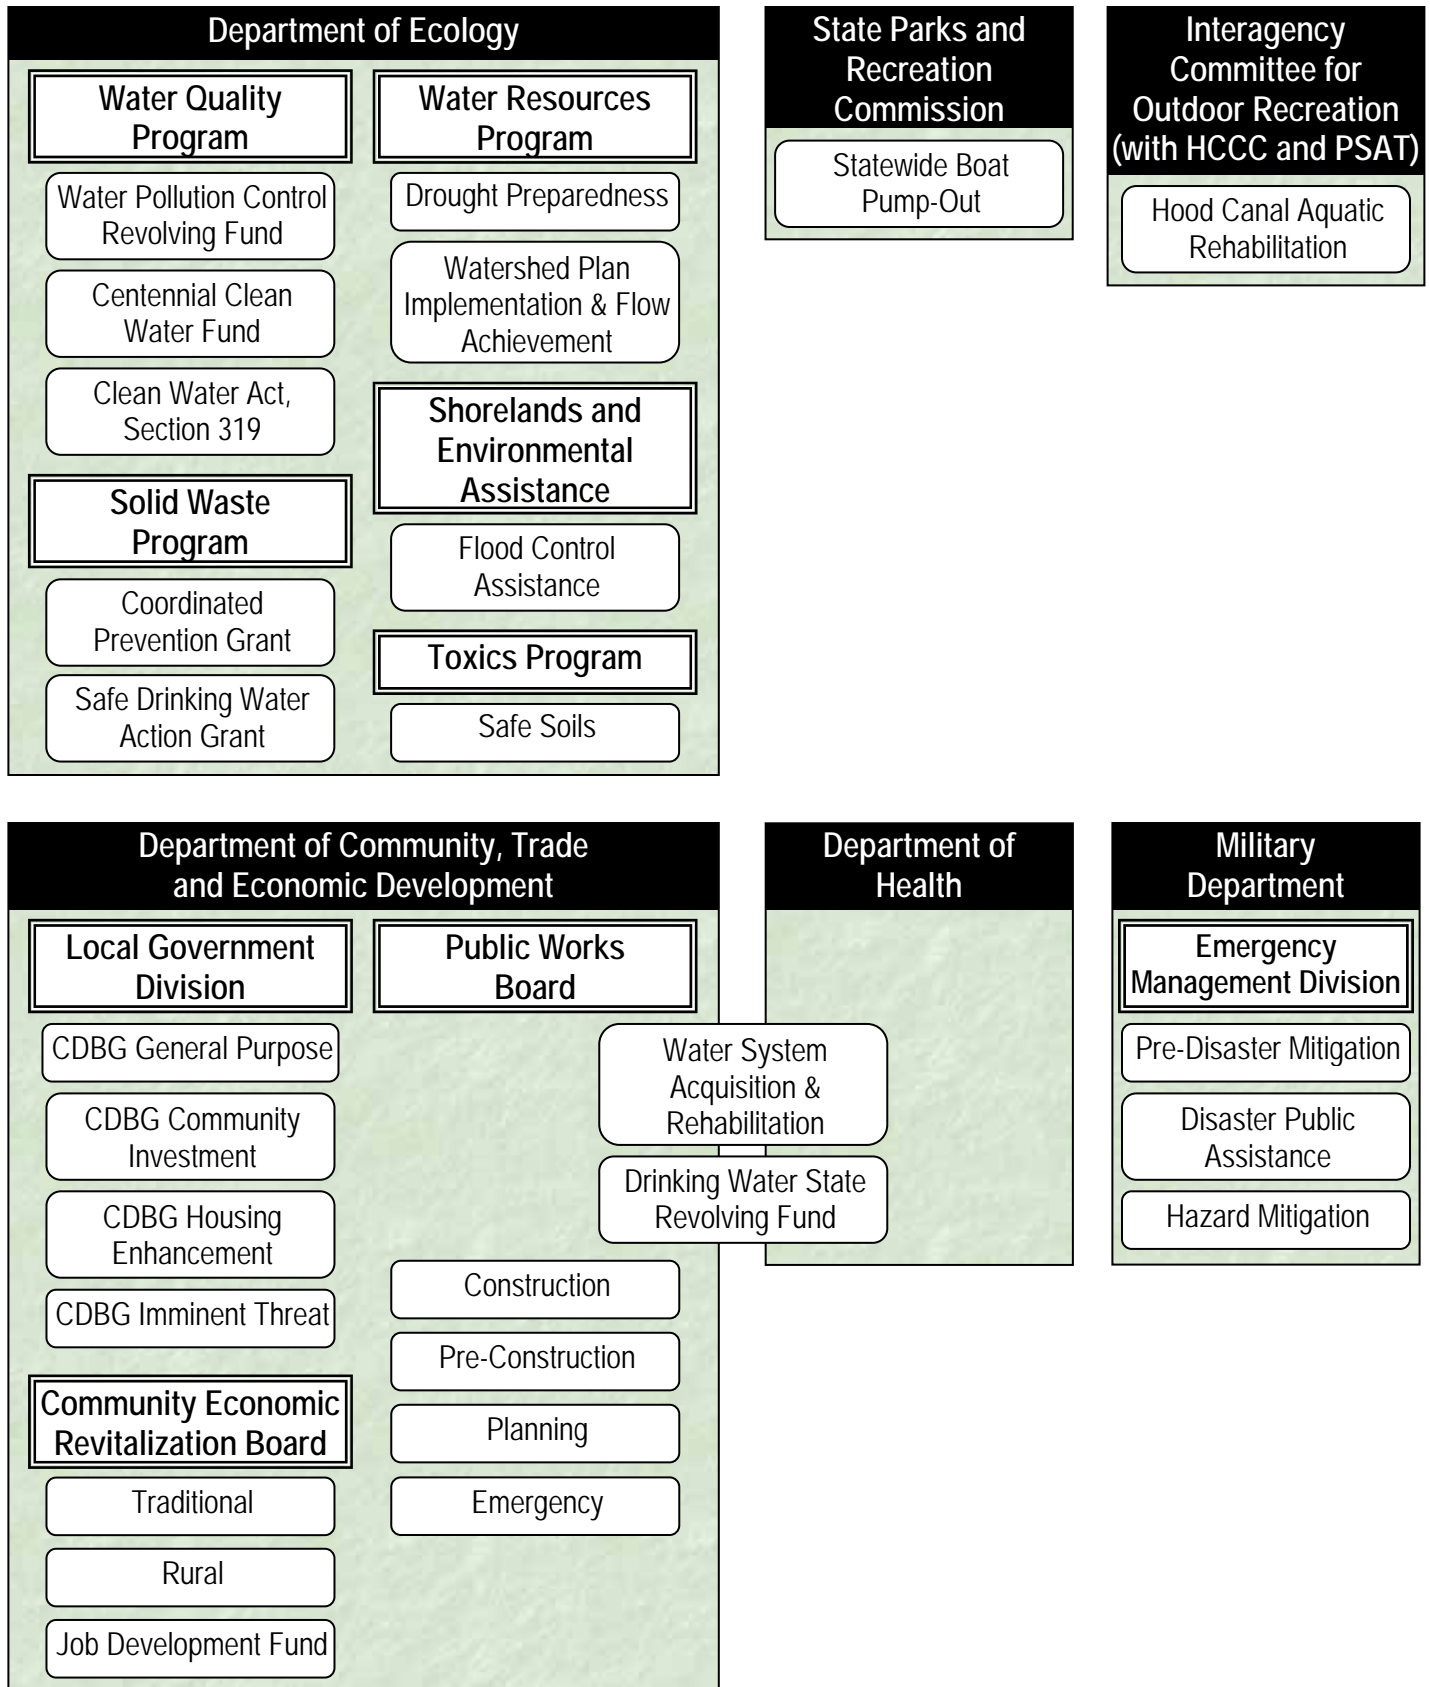 Department of Ecology
Water Quality
Program
Water Pollution Control
Revolving Fund
Centennial Clean
Water Fund
Clean Water Act,
Section 319
Solid Waste
Program
Coordinated
Prevention Grant
Safe Drinking Water
Action Grant
Water Resources
Program
Drought Preparedness
Watershed Plan
Implementation & Flow
Achievement
Shorelands and
Environmental
Assistance
Flood Control
Assistance
Toxics Program
Safe Soils
State Parks and
Recreation
Commission
Statewide Boat
Pump-Out
Interagency
Committee for
Outdoor Recreation
(with HCCC and PSAT)
Hood Canal Aquatic
Rehabilitation
Department of Community, Trade
and Economic Development
Local Government
Division
CDBG General Purpose
CDBG Community
Investment
CDBG Housing
Enhancement
CDBG Imminent Threat
Community Economic
Revitalization Board
Traditional
Rural
Job Development Fund
Public Works
Board
Water System
Acquisition &
Rehabilitation
Drinking Water State
Revolving Fund
Construction
Pre-Construction
Planning
Emergency
Department of
Health
Military
Department
Emergency
Management Division
Pre-Disaster Mitigation
Disaster Public
Assistance
Hazard Mitigation